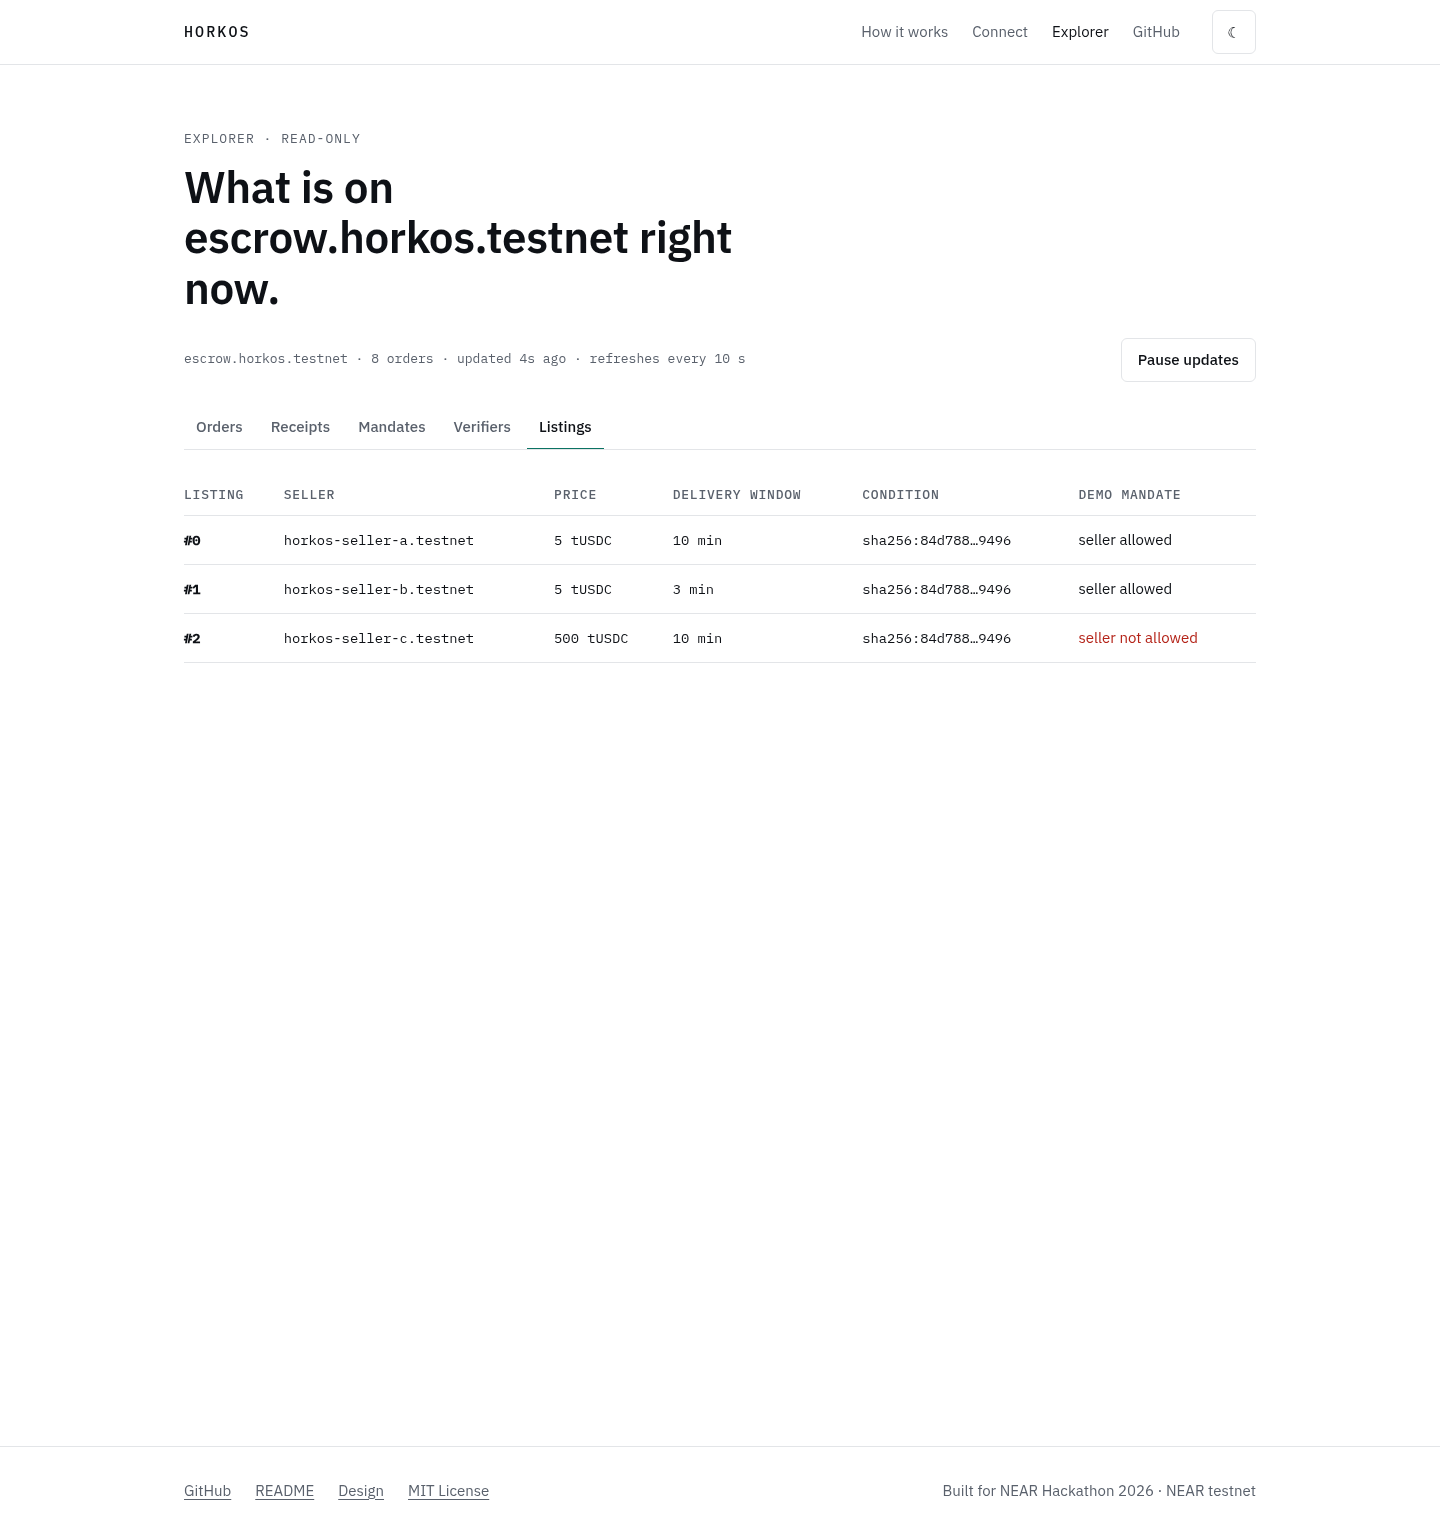 HORKOS
How it works Connect Explorer GitHub
EXPLORER · READ-ONLY
What is on
escrow.horkos.testnet right
now.
escrow.horkos.testnet · 8 orders · updated 4s ago · refreshes every 10 s
Pause updates
Orders Receipts Mandates Verifiers Listings
LISTING SELLER PRICE DELIVERY WINDOW CONDITION DEMO MANDATE
#0 horkos-seller-a.testnet 5 tUSDC 10 min sha256:84d788…9496 seller allowed
#1 horkos-seller-b.testnet 5 tUSDC 3 min sha256:84d788…9496 seller allowed
#2 horkos-seller-c.testnet 500 tUSDC 10 min sha256:84d788…9496 seller not allowed
GitHub README Design MIT License
Built for NEAR Hackathon 2026 · NEAR testnet